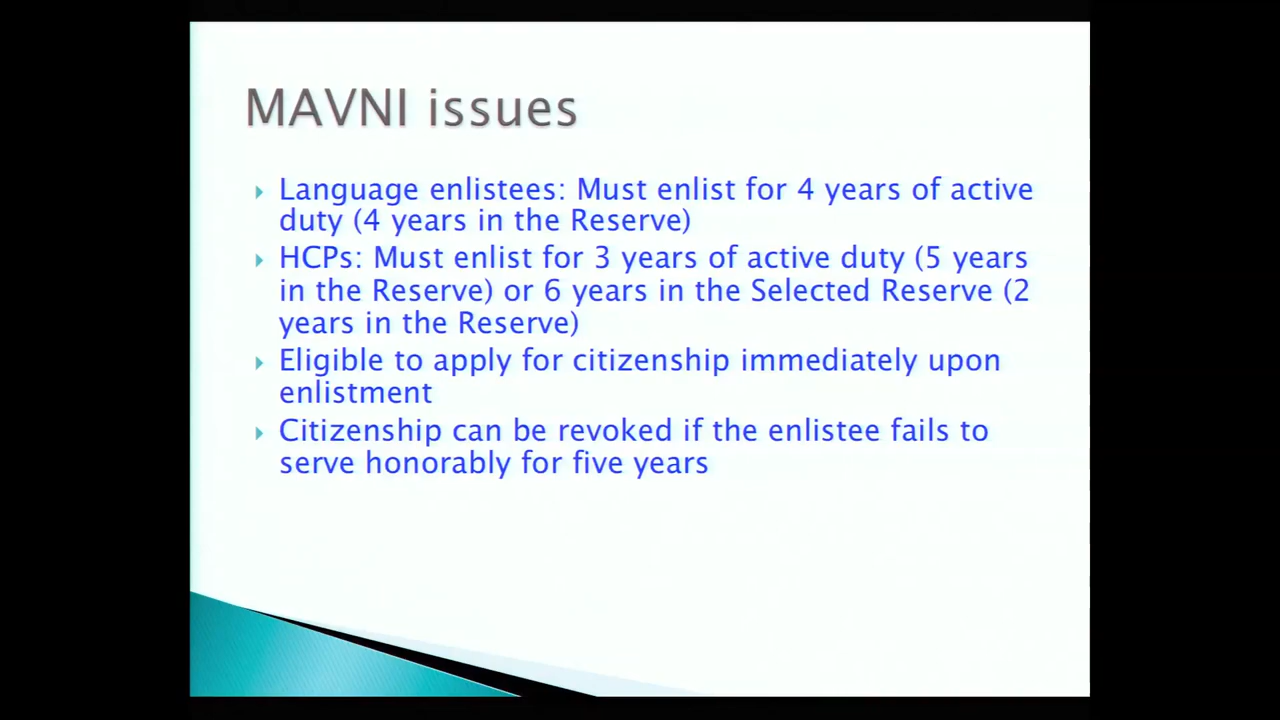 MAVNI issues
Language enlistees: Must enlist for 4 years of active
duty (4 years in the Reserve)
HCPs: Must enlist for 3 years of active duty (5 years
in the Reserve) or 6 years in the Selected Reserve (2
years in the Reserve)
Eligible to apply for citizenship immediately upon
enlistment
Citizenship can be revoked if the enlistee fails to
serve honorably for five years